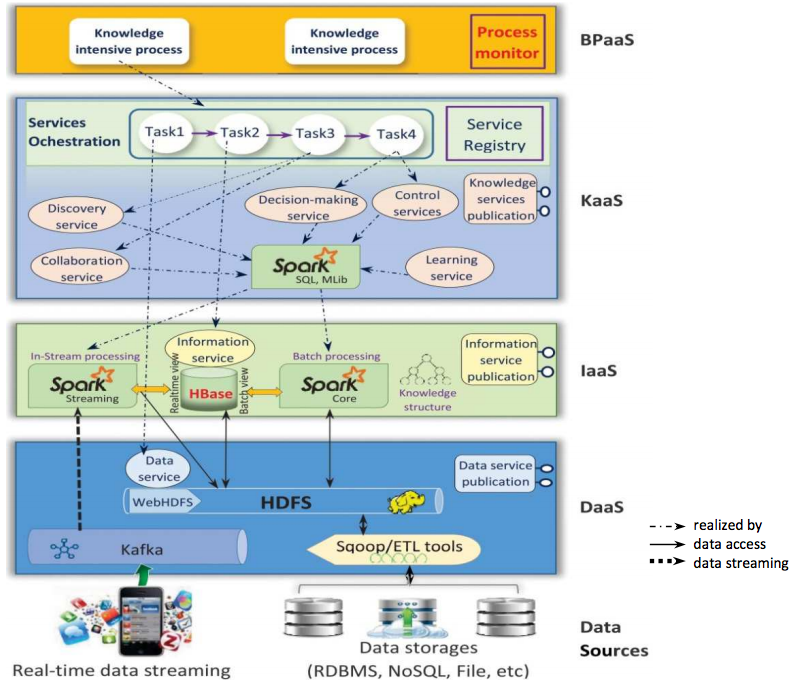 Knowledge
intensive process
Knowledge
intensive process
Process
monitor
BPaaS
Services
Ochestration
Task1
Task2
Task3
Task4
Service
Registry
Discovery
service
Decision-making
service
Control
services
Knowledge
services
publication
KaaS
Collaboration
service
Spark
SQL, MLib
Learning
service
In-Stream processing
Information
service
Batch processing
Information
service
publication
IaaS
Spark
Streaming
Realtime view
HBase
Batch view
Spark
Core
Knowledge
structure
Data
service
Data service
publication
WebHDFS
HDFS
DaaS
Kafka
Sqoop/ETL tools
realized by
data access
data streaming
Real-time data streaming
Data storages
(RDBMS, NoSQL, File, etc)
Data
Sources